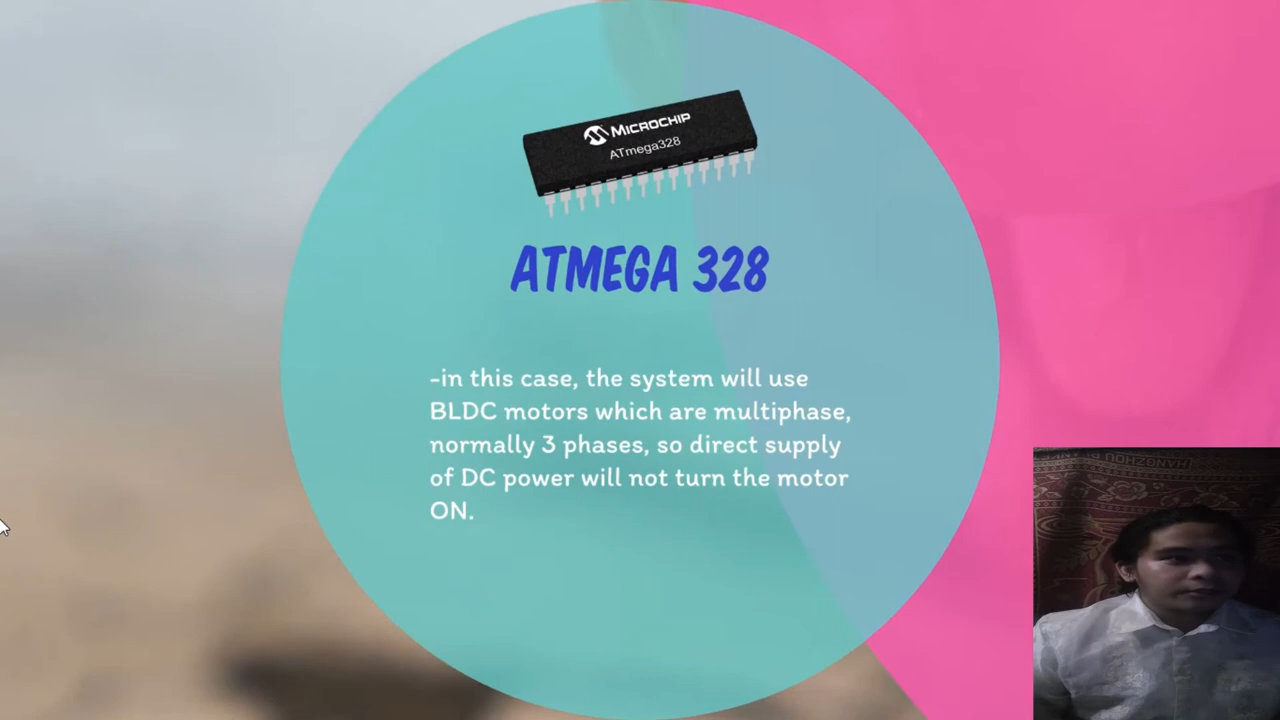 MICROCHIP
ATmega328
ATMEGA 328
-in this case, the system will use
BLDC motors which are multiphase,
normally 3 phases, so direct supply
of DC power will not turn the motor
ON.